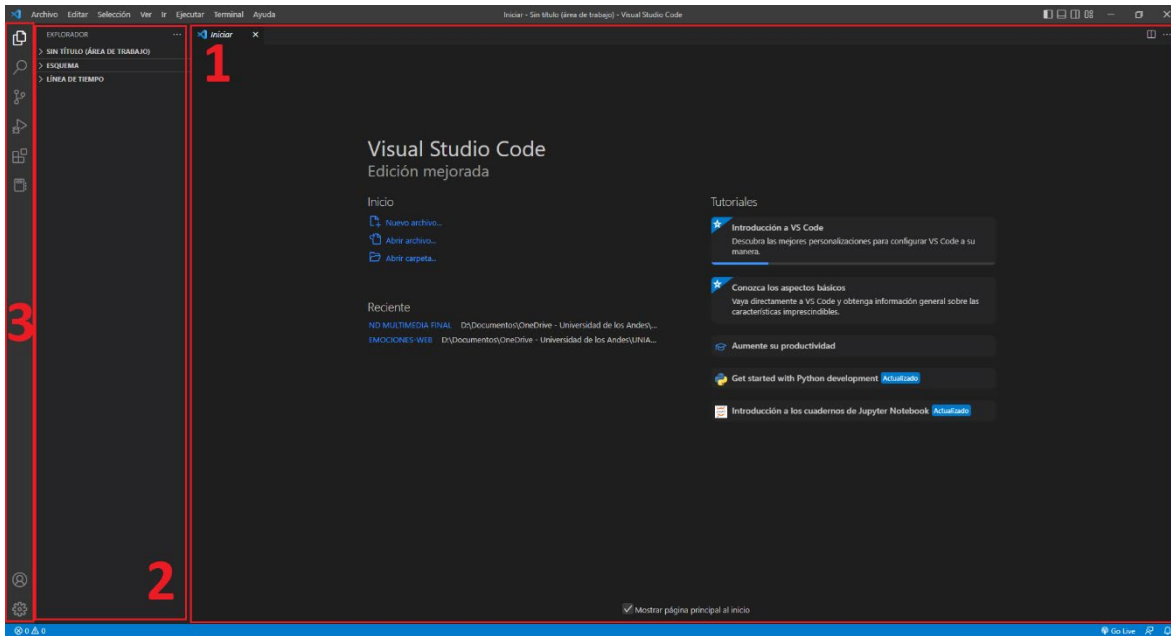 Archivo Editar Selección Ver Ir Ejecutar Terminal Ayuda
Iniciar - Sin título (área de trabajo) - Visual Studio Code
EXPLORADOR
SIN TÍTULO (ÁREA DE TRABAJO)
ESQUEMA
LÍNEA DE TIEMPO
Iniciar
1
Visual Studio Code
Edición mejorada
Inicio
Nuevo archivo...
Abrir archivo...
Abrir carpeta...
Reciente
ND MULTIMEDIA FINAL D:\Documentos\OneDrive - Universidad de los Andes\...
EMOCIONES-WEB D:\Documentos\OneDrive - Universidad de los Andes\UNIA...
Tutoriales
Introducción a VS Code
Descubra las mejores personalizaciones para configurar VS Code a su
manera.
Conozca los aspectos básicos
Vaya directamente a VS Code y obtenga información general sobre las
características imprescindibles.
Aumente su productividad
Get started with Python development Actualizado
Introducción a los cuadernos de Jupyter Notebook Actualizado
3
2
Mostrar página principal al inicio
0 0
Go Live